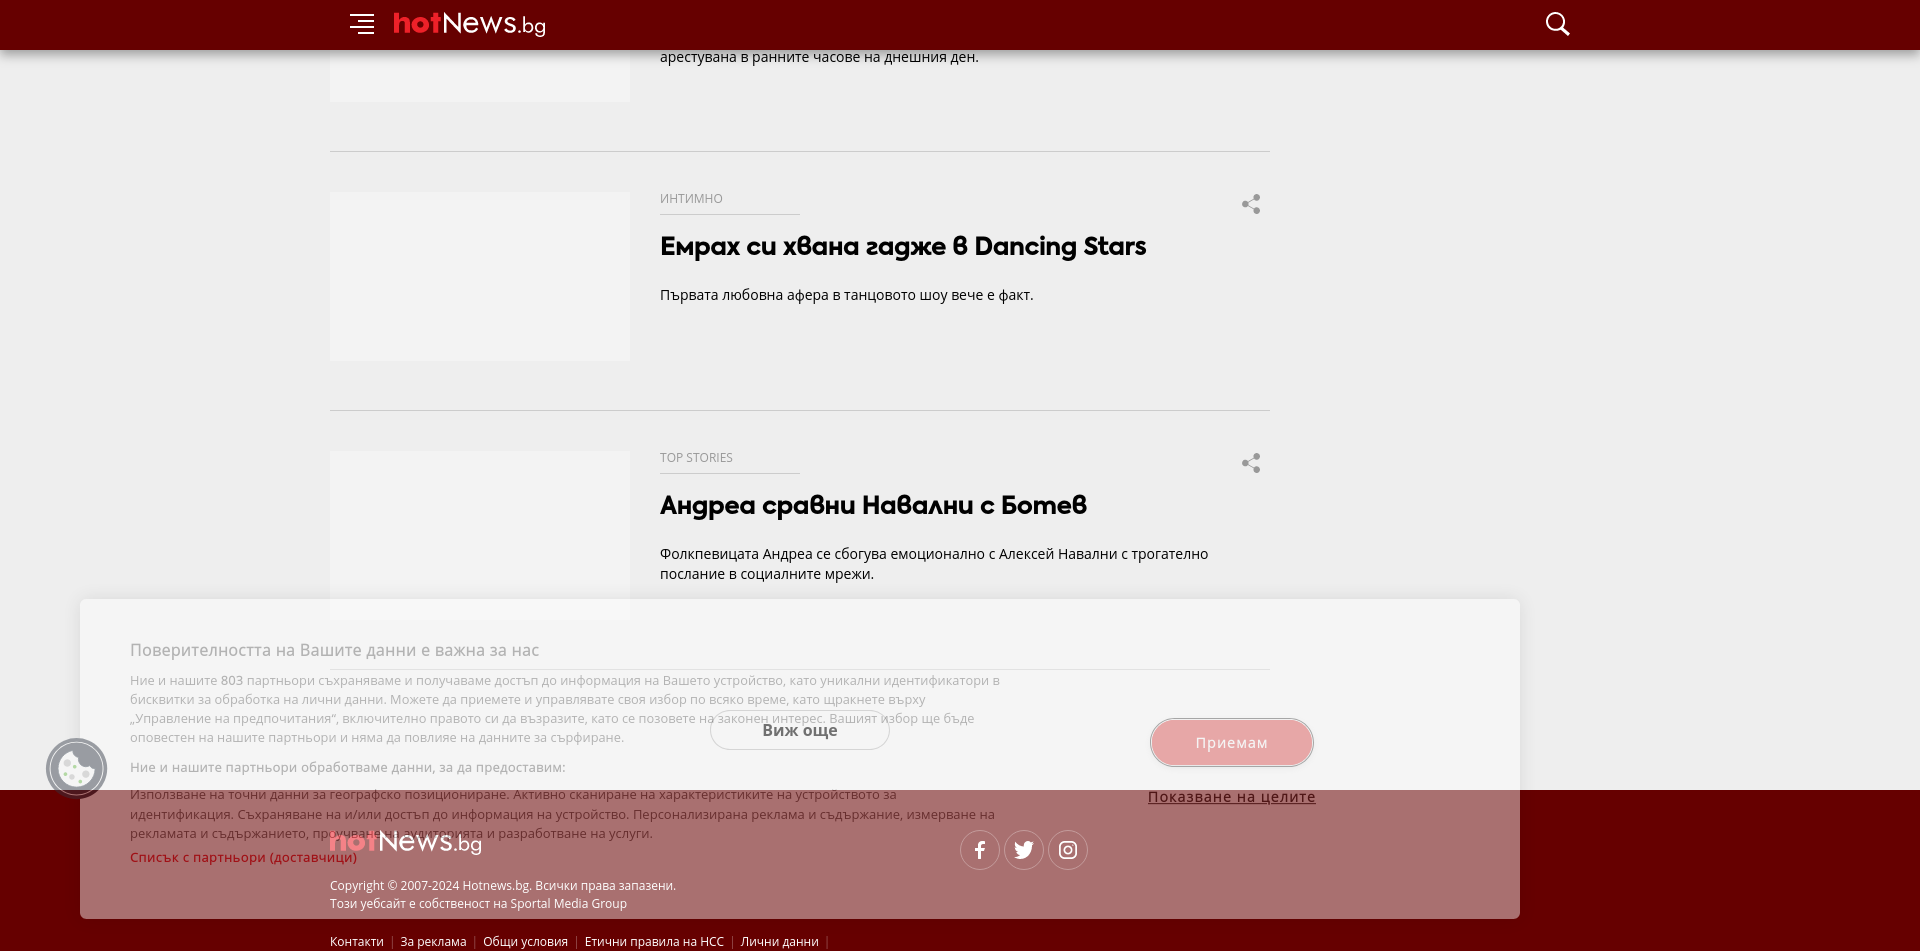 hotNews.bg
арестувана в ранните часове на днешния ден.
ИНТИМНО
Емрах си хвана гадже в Dancing Stars
Първата любовна афера в танцовото шоу вече е факт.
TOP STORIES
Андреа сравни Навални с Ботев
Фолкпевицата Андреа се сбогува емоционално с Алексей Навални с трогателно
послание в социалните мрежи.
Поверителността на Вашите данни е важна за нас
Ние и нашите 803 партньори съхраняваме и получаваме достъп до информация на Вашето устройство, като уникални идентификатори в
бисквитки за обработка на лични данни. Можете да приемете и управлявате своя избор по всяко време, като щракнете върху
„Управление на предпочитания“, включително правото си да възразите, като се позовете на законен интерес. Вашият избор ще бъде
оповестен на нашите партньори и няма да повлияе на данните за сърфиране.
Виж още
Приемам
Ние и нашите партньори обработваме данни, за да предоставим:
Използване на точни данни за географско позициониране. Активно сканиране на характеристиките на устройството за
идентификация. Съхраняване на и/или достъп до информация на устройство. Персонализирана реклама и съдържание, измерване на
рекламата и съдържанието, проучване на аудиторията и разработване на услуги.
Показване на целите
hotNews.bg
Списък с партньори (доставчици)
Copyright © 2007-2024 Hotnews.bg. Всички права запазени.
Този уебсайт е собственост на Sportal Media Group
Контакти | За реклама | Общи условия | Етични правила на НСС | Лични данни |